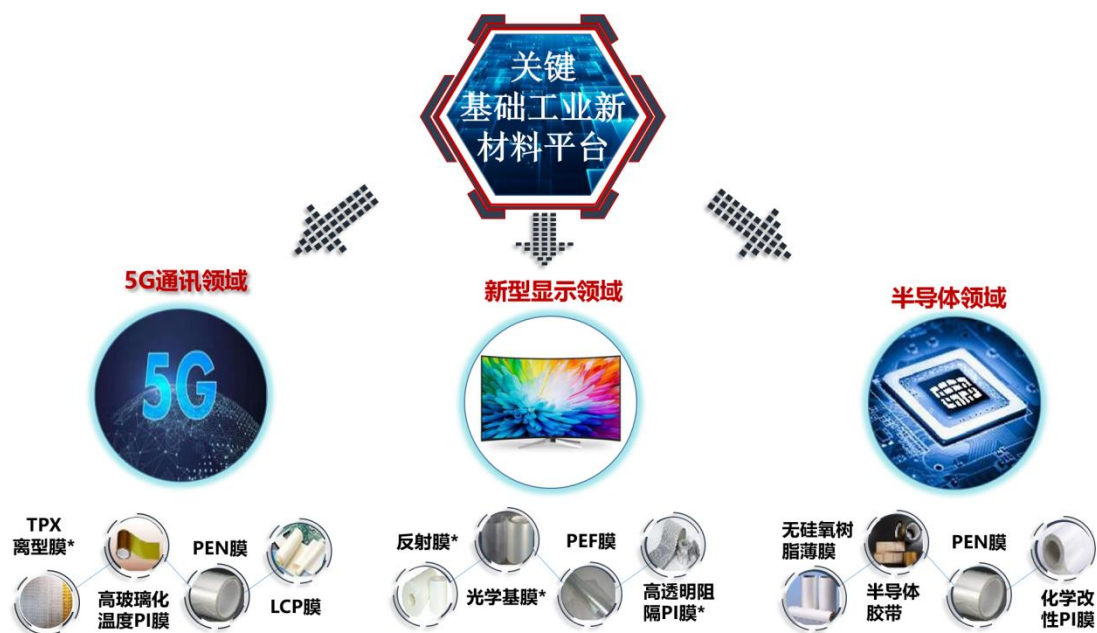 关键
基础工业新
材料平台
5G通讯领域
新型显示领域
半导体领域
5G
TPX
离型膜*
高玻璃化
温度PI膜
PEN膜
LCP膜
反射膜*
光学基膜*
PEF膜
高透明阻
隔PI膜*
无硅氧树
脂薄膜
半导体
胶带
PEN膜
化学改
性PI膜